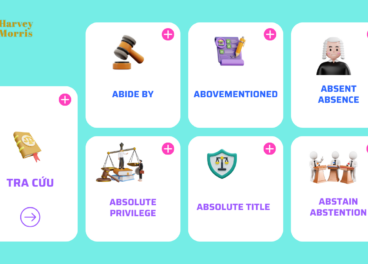 Harvey
Morris
ABIDE BY
ABOVEMENTIONED
ABSENT
ABSENCE
TRA CỨU
ABSOLUTE
PRIVILEGE
ABSOLUTE TITLE
ABSTAIN
ABSTENTION